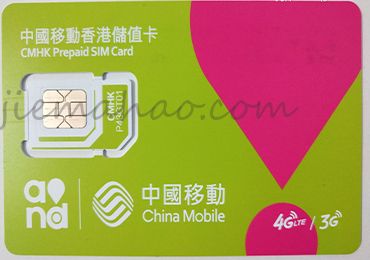 中國移動香港儲值卡
CMHK Prepaid SIM Card
jiemahao.com
CMHK
P4SGT01
and
中國移動
China Mobile
4G LTE / 3G